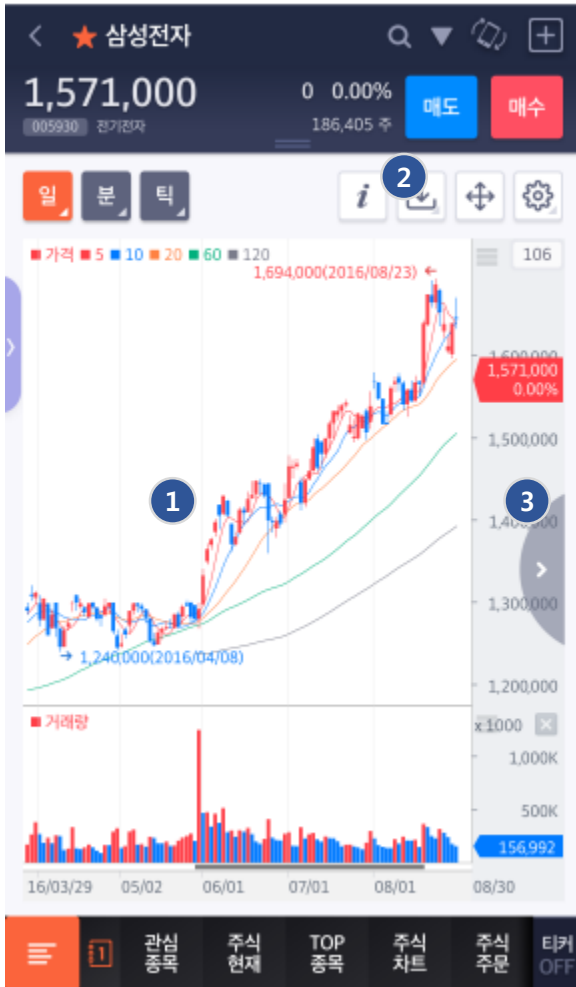 삼성전자
1,571,000
0 0.00%
매도
매수
005930 전기전자
186,405 주
일 분 틱
i
2
가격 5 10 20 60 120
106
1,694,000(2016/08/23) ←
1,600,000
1,571,000
0.00%
1,500,000
1
3
1,400,000
1,300,000
→ 1,240,000(2016/04/08)
1,200,000
거래량
x1000
1,000K
500K
156,992
16/03/29 05/02 06/01 07/01 08/01 08/30
1
관심
종목
주식
현재
TOP
종목
주식
차트
주식
주문
티커
OFF